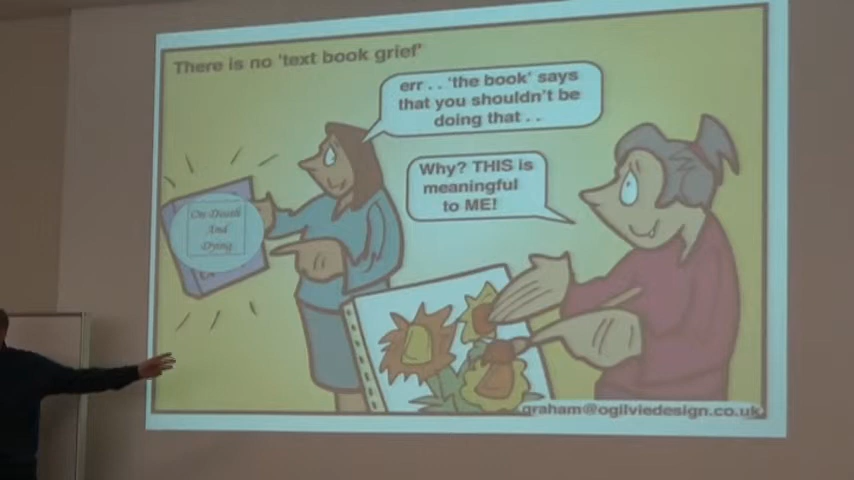 There is no 'text book grief'
err . . 'the book' says
that you shouldn't be
doing that . .
Why? THIS is
meaningful
to ME!
On Death
And
Dying
graham@ogilviedesign.co.uk